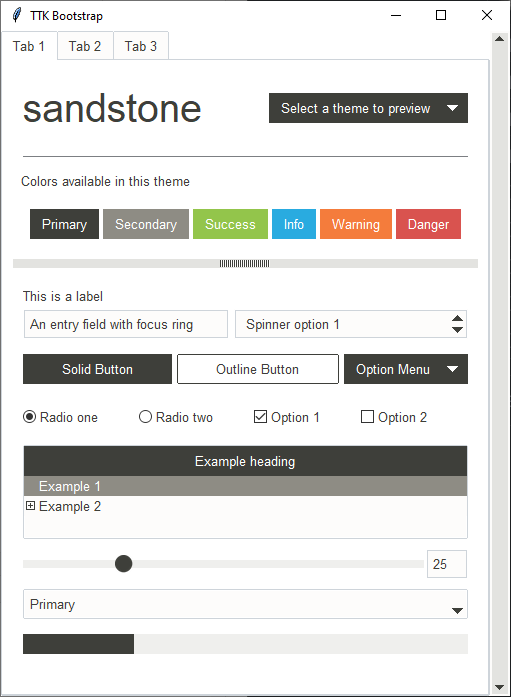 TTK Bootstrap
Tab 1 Tab 2 Tab 3
sandstone Select a theme to preview
Colors available in this theme
Primary Secondary Success Info Warning Danger
This is a label
An entry field with focus ring Spinner option 1
Solid Button Outline Button Option Menu
Radio one Radio two Option 1 Option 2
Example heading
Example 1
Example 2
25
Primary